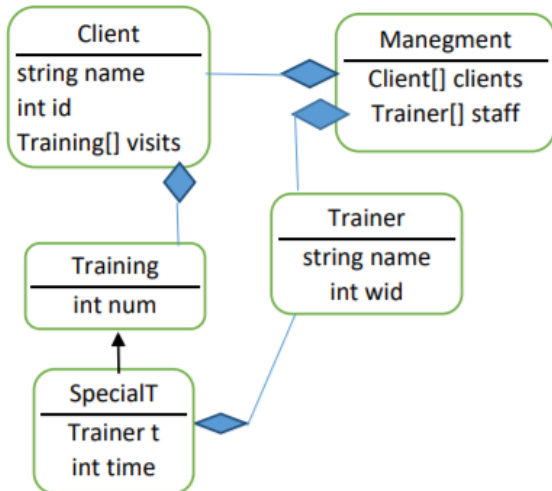 Client
string name
int id
Training[] visits
Manegment
Client[] clients
Trainer[] staff
Training
int num
Trainer
string name
int wid
SpecialT
Trainer t
int time